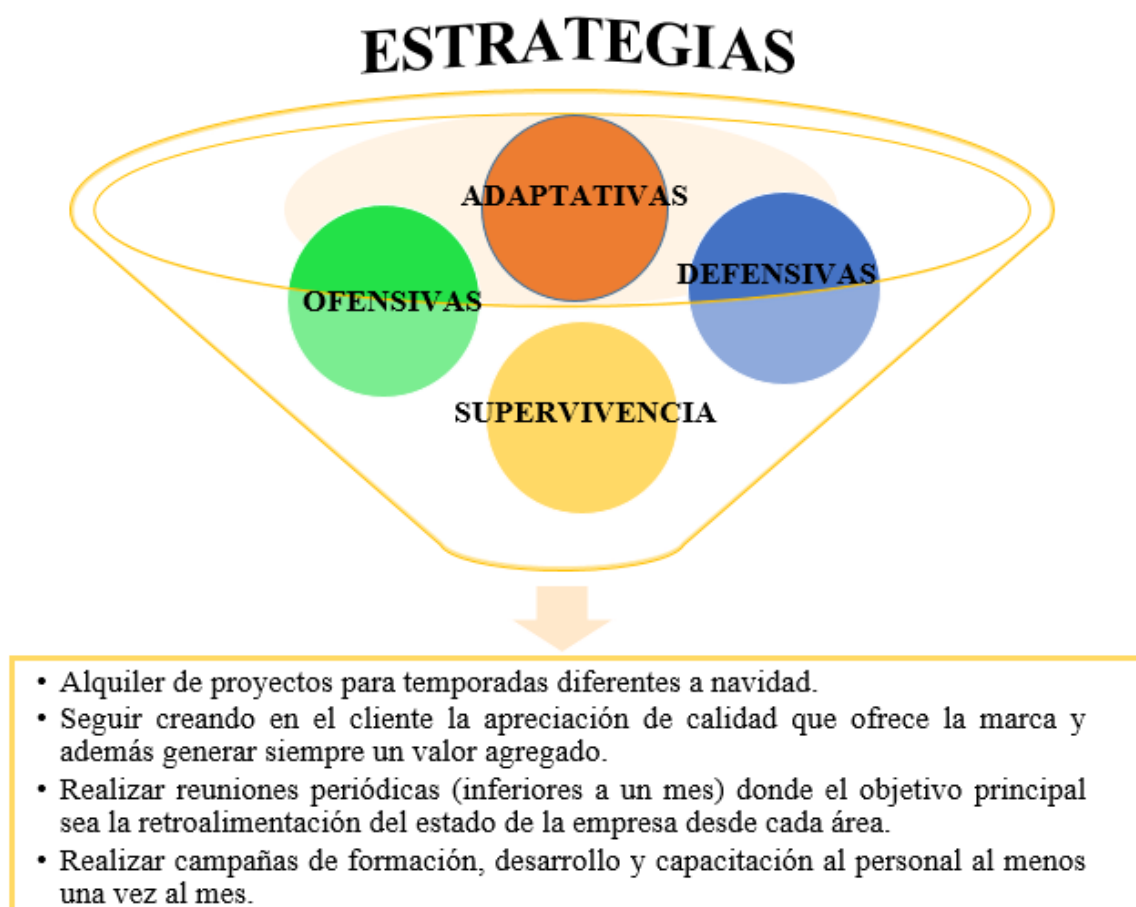 ESTRATEGIAS
ADAPTATIVAS
DEFENSIVAS
OFENSIVAS
SUPERVIVENCIA
• Alquiler de proyectos para temporadas diferentes a navidad.
• Seguir creando en el cliente la apreciación de calidad que ofrece la marca y
además generar siempre un valor agregado.
• Realizar reuniones periódicas (inferiores a un mes) donde el objetivo principal
sea la retroalimentación del estado de la empresa desde cada área.
• Realizar campañas de formación, desarrollo y capacitación al personal al menos
una vez al mes.